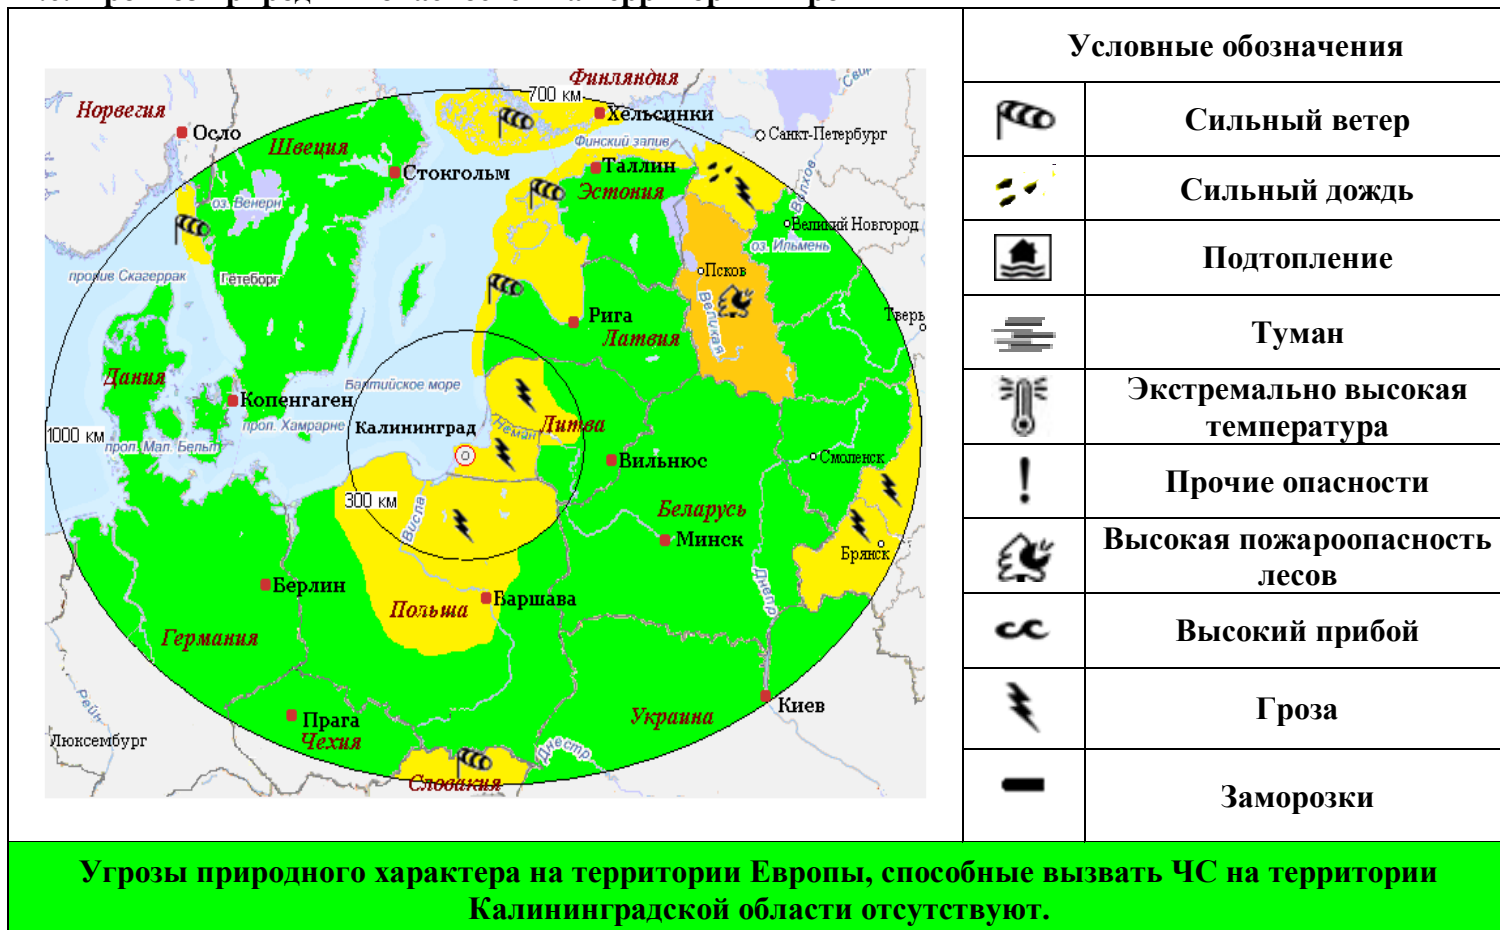 Условные обозначения
Сильный ветер
Сильный дождь
Подтопление
Туман
Экстремально высокая
температура
Прочие опасности
Высокая пожароопасность
лесов
Высокий прибой
Гроза
Заморозки
Финляндия
700 км
Норвегия
Хельсинки
Осло
Санкт-Петербург
Швеция
Финский залив
Стокгольм
Таллин
Эстония
Волхов
оз. Венерн
Великий Новгород
оз. Ильмень
пролив Скагеррак
Гётеборг
Псков
Великая
Рига
Тверь
Латвия
Дания
Балтийское море
Копенгаген
проп. Хамрарне
Калининград
Неман
Литва
1000 км
проп. Мал. Бельт
Вильнюс
Смоленск
300 км
Висла
Беларусь
Минск
Брянск
Берлин
Варшава
Днепр
Польша
Германия
Рейн
Киев
Прага
Украина
Чехия
Люксембург
Днестр
Словакия
Угрозы природного характера на территории Европы, способные вызвать ЧС на территории
Калининградской области отсутствуют.